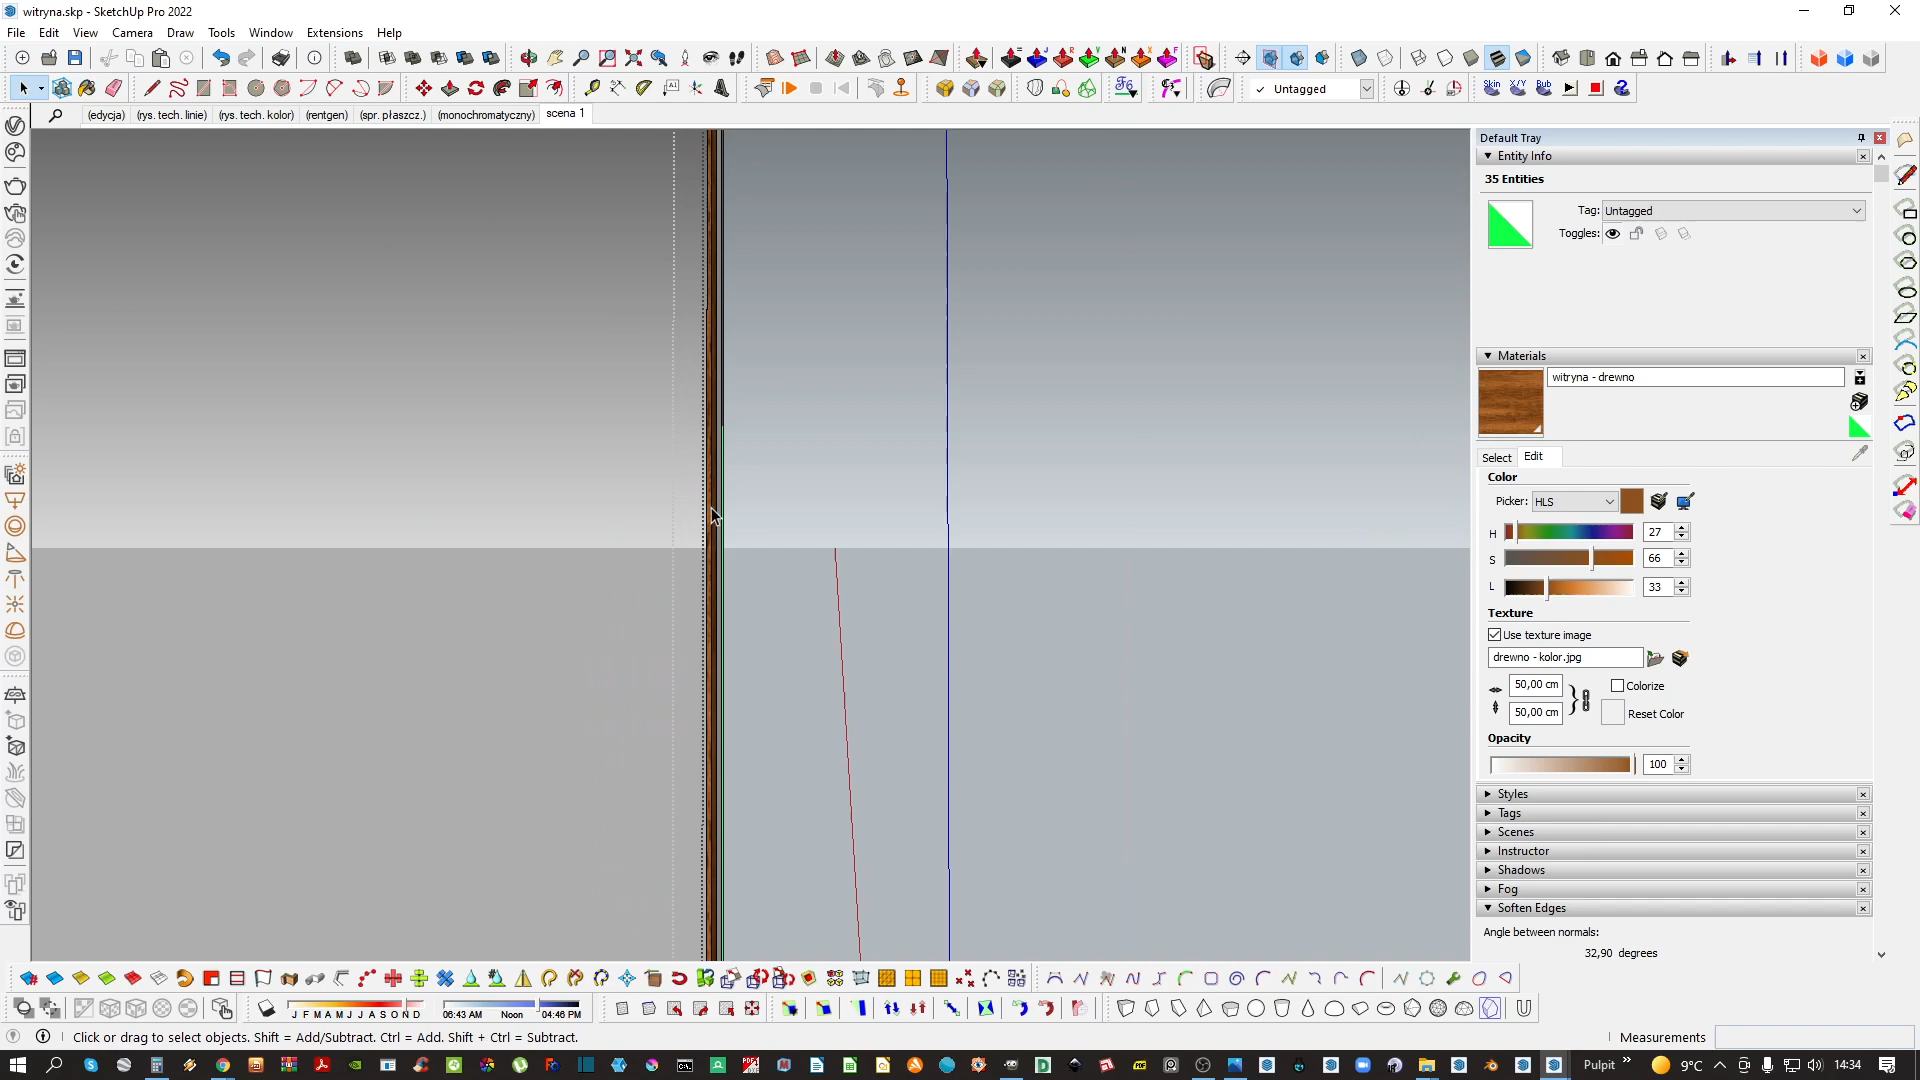 witryna.skp - SketchUp Pro 2022
File Edit View Camera Draw Tools Window Extensions Help
Untagged
Skin X/Y Bub
(edycja) (rys. tech. linie) (rys. tech. kolor) (rentgen) (spr. płaszcz.) (monochromatyczny) scena 1
Default Tray
Entity Info
35 Entities
Tag: Untagged
Toggles:
Materials
witryna - drewno
Select Edit
Color
Picker: HLS
H 27
S 66
L 33
Texture
Use texture image
drewno - kolor.jpg
50,00 cm Colorize
50,00 cm Reset Color
Opacity
100
Styles
Tags
Scenes
Instructor
Shadows
Fog
Soften Edges
Angle between normals:
32,90 degrees
J F M A M J J A S O N D 06:43 AM Noon 04:46 PM
Click or drag to select objects. Shift = Add/Subtract. Ctrl = Add. Shift + Ctrl = Subtract. Measurements
Pulpit » 9°C 14:34